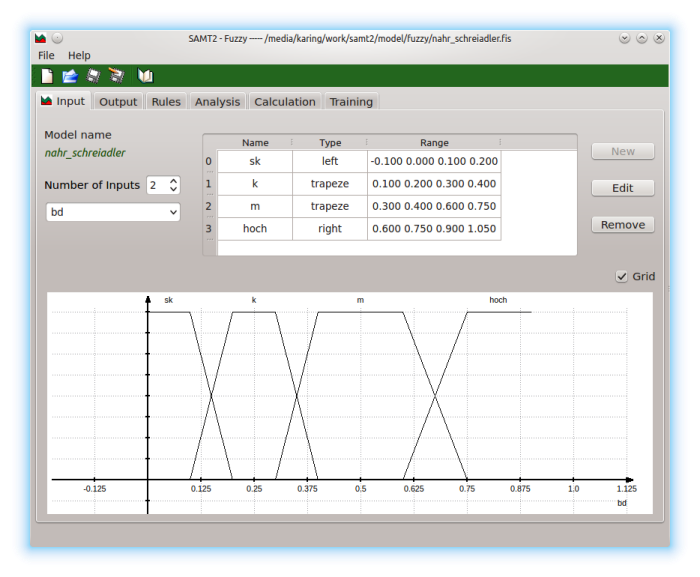 SAMT2 - Fuzzy ---- /media/karing/work/samt2/model/fuzzy/nahr_schreiadler.fis
File Help
Input Output Rules Analysis Calculation Training
Model name
nahr_schreiadler
Number of Inputs 2
bd
Name Type Range
0 sk left -0.100 0.000 0.100 0.200
1 k trapeze 0.100 0.200 0.300 0.400
2 m trapeze 0.300 0.400 0.600 0.750
3 hoch right 0.600 0.750 0.900 1.050
New
Edit
Remove
Grid
sk k m hoch
-0.125 0.125 0.25 0.375 0.5 0.625 0.75 0.875 1.0 1.125
bd